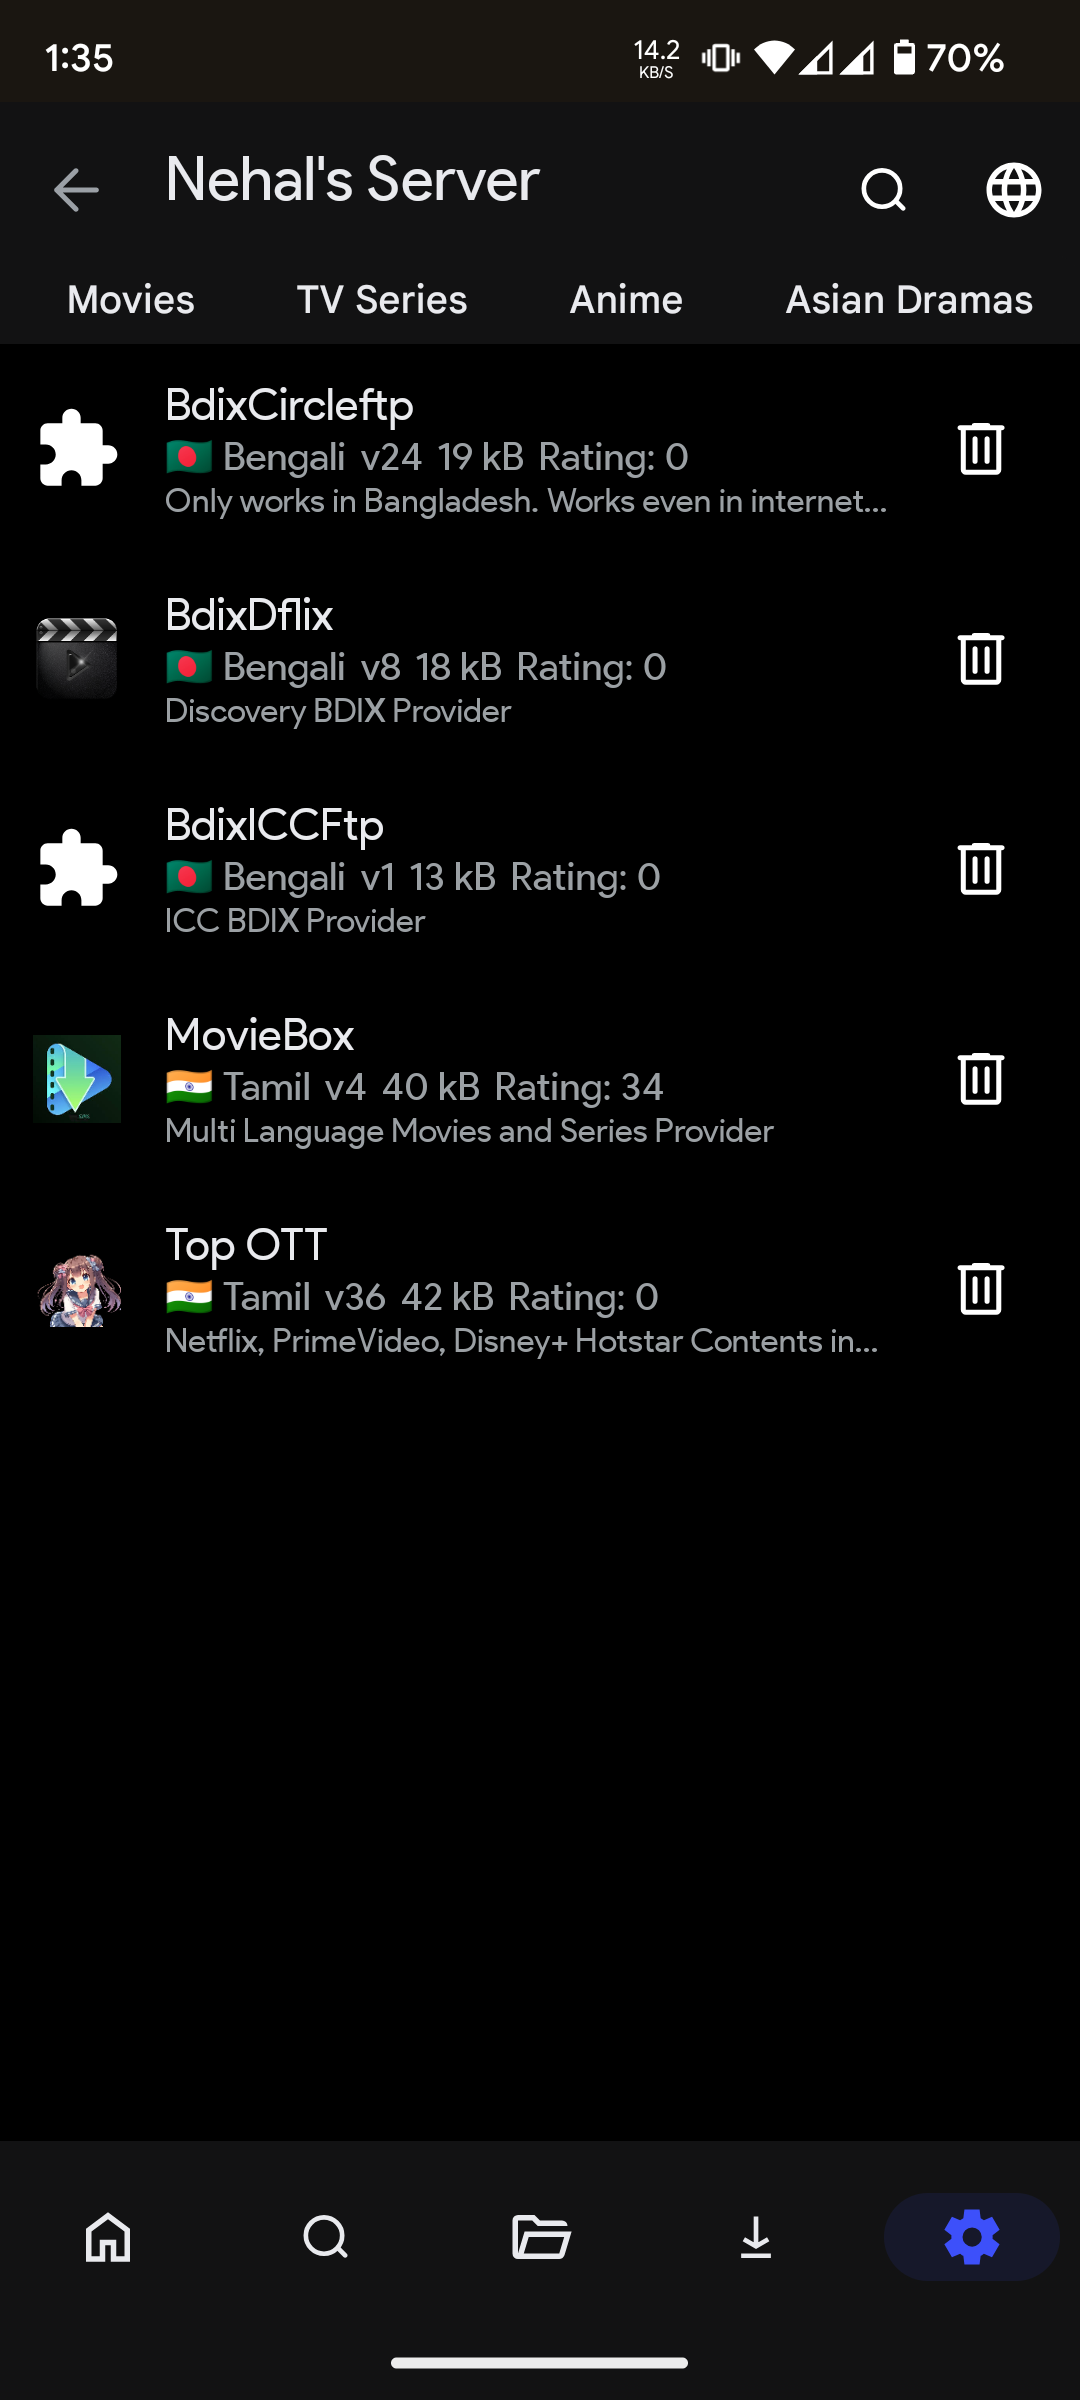 1:35
14.2
KB/S
70%
Nehal's Server
Movies
TV Series
Anime
Asian Dramas
BdixCircleftp
Bengali v24 19 kB Rating: 0
Only works in Bangladesh. Works even in internet...
BdixDflix
Bengali v8 18 kB Rating: 0
Discovery BDIX Provider
BdixICCFtp
Bengali v1 13 kB Rating: 0
ICC BDIX Provider
MovieBox
Tamil v4 40 kB Rating: 34
Multi Language Movies and Series Provider
Top OTT
Tamil v36 42 kB Rating: 0
Netflix, PrimeVideo, Disney+ Hotstar Contents in...